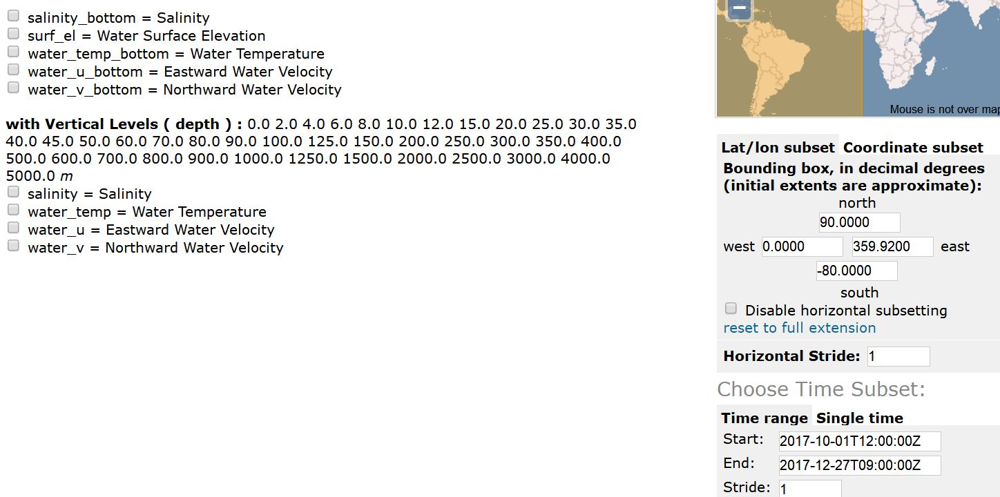 salinity_bottom = Salinity
surf_el = Water Surface Elevation
water_temp_bottom = Water Temperature
water_u_bottom = Eastward Water Velocity
water_v_bottom = Northward Water Velocity
with Vertical Levels ( depth ) : 0.0 2.0 4.0 6.0 8.0 10.0 12.0 15.0 20.0 25.0 30.0 35.0
40.0 45.0 50.0 60.0 70.0 80.0 90.0 100.0 125.0 150.0 200.0 250.0 300.0 350.0 400.0
500.0 600.0 700.0 800.0 900.0 1000.0 1250.0 1500.0 2000.0 2500.0 3000.0 4000.0
5000.0 m
salinity = Salinity
water_temp = Water Temperature
water_u = Eastward Water Velocity
water_v = Northward Water Velocity
Mouse is not over map
Lat/lon subset Coordinate subset
Bounding box, in decimal degrees
(initial extents are approximate):
north
90.0000
west 0.0000 359.9200 east
-80.0000
south
Disable horizontal subsetting
reset to full extension
Horizontal Stride: 1
Choose Time Subset:
Time range Single time
Start: 2017-10-01T12:00:00Z
End: 2017-12-27T09:00:00Z
Stride: 1